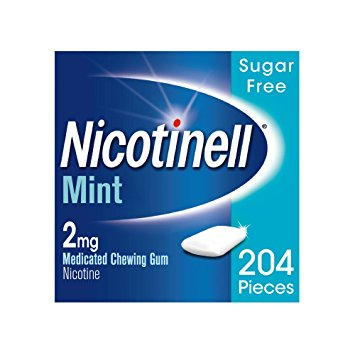 Sugar
Free
Nicotinell®
Mint
2mg
Medicated Chewing Gum
Nicotine
204
Pieces